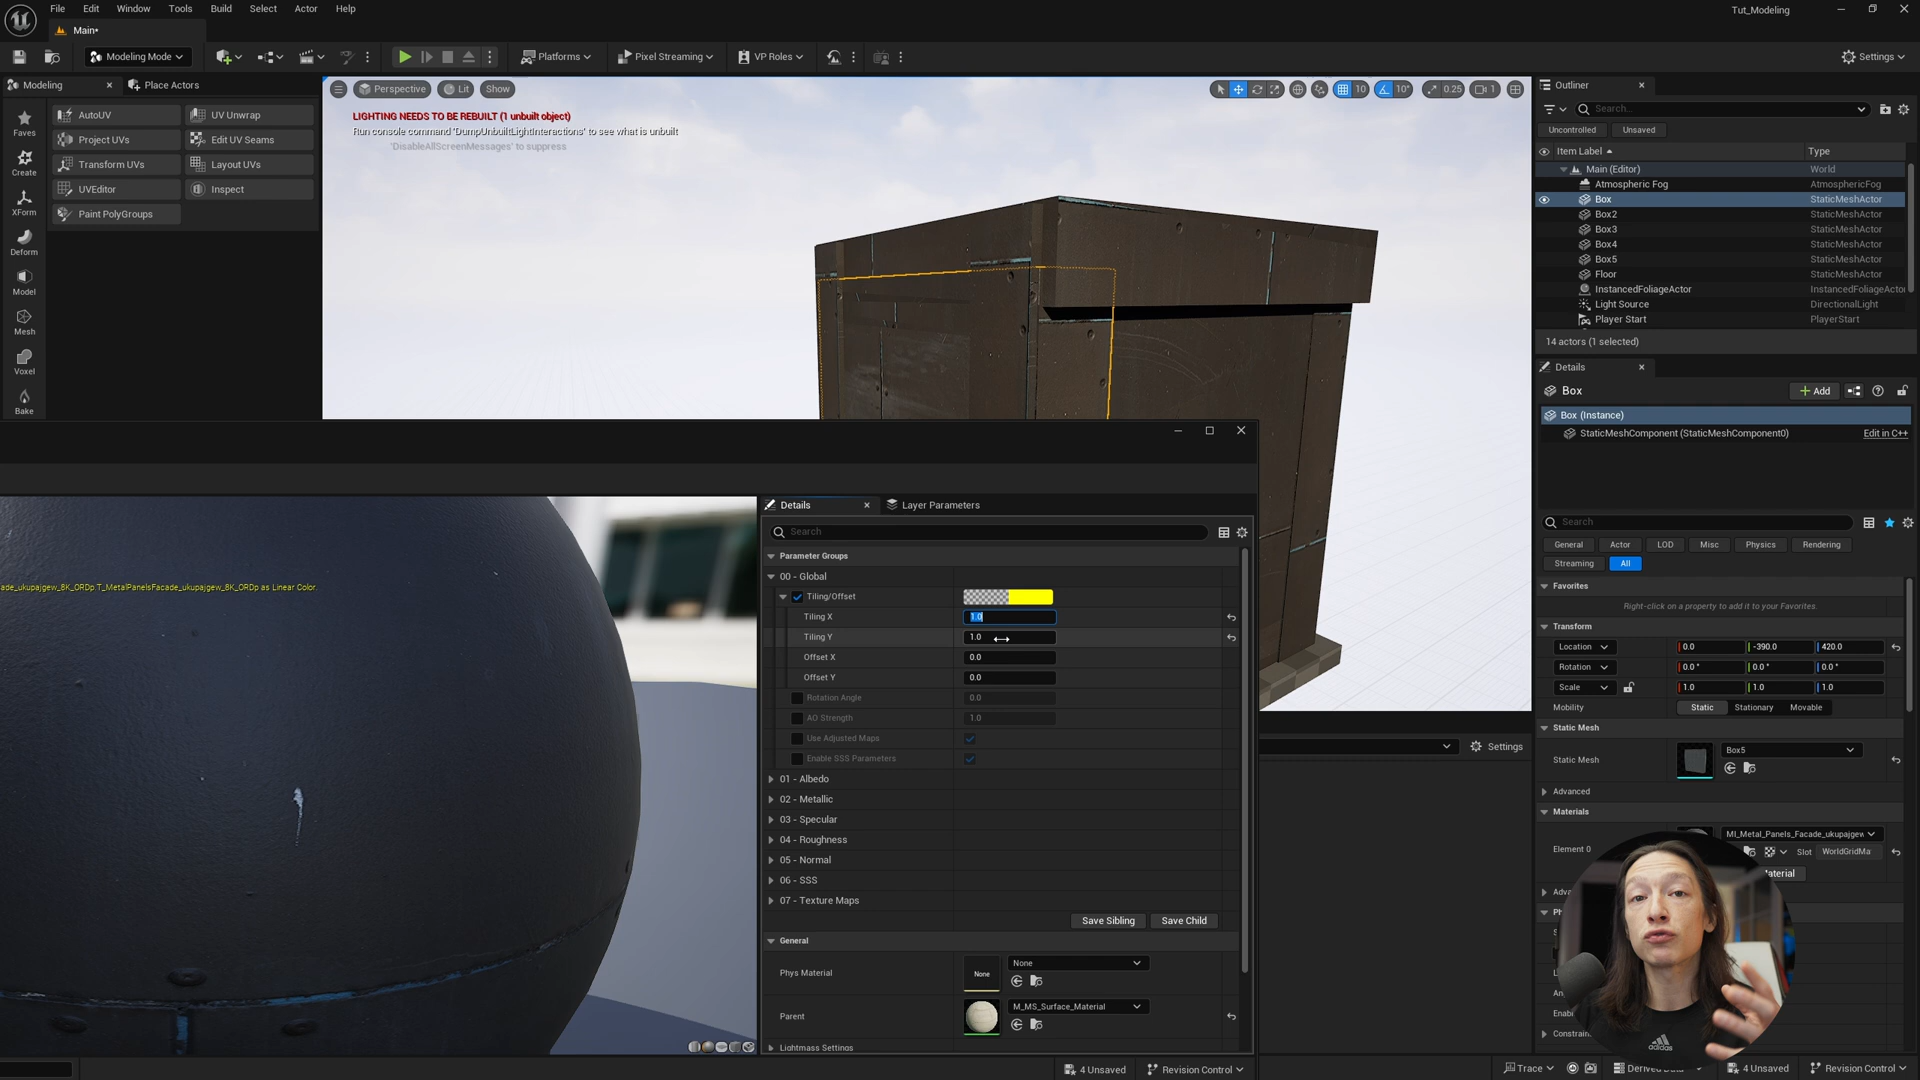 File Edit Window Tools Build Select Actor Help
Tut_Modeling
Main•
Modeling Mode
Platforms
Pixel Streaming
VP Roles
Settings
Modeling
Place Actors
AutoUV
UV Unwrap
Project UVs
Edit UV Seams
Transform UVs
Layout UVs
UVEditor
Inspect
Paint PolyGroups
Faves
Create
XForm
Deform
Model
Mesh
Voxel
Bake
Perspective
Lit
Show
10
10°
0.25
1
LIGHTING NEEDS TO BE REBUILT (1 unbuilt object)
Run console command 'DumpUnbuiltLightInteractions' to see what is unbuilt
'DisableAllScreenMessages' to suppress
Outliner
Search...
Uncontrolled
Unsaved
Item Label
Type
Main (Editor) World
Atmospheric Fog AtmosphericFog
Box StaticMeshActor
Box2 StaticMeshActor
Box3 StaticMeshActor
Box4 StaticMeshActor
Box5 StaticMeshActor
Floor StaticMeshActor
InstancedFoliageActor InstancedFoliageActor
Light Source DirectionalLight
Player Start PlayerStart
14 actors (1 selected)
Details
Box
Add
Box (Instance)
StaticMeshComponent (StaticMeshComponent0)
Edit in C++
Search
General
Actor
LOD
Misc
Physics
Rendering
Streaming
All
Favorites
Right-click on a property to add it to your Favorites.
Transform
Location 0.0 -390.0 420.0
Rotation 0.0° 0.0° 0.0°
Scale 1.0 1.0 1.0
Mobility Static Stationary Movable
Static Mesh
Static Mesh
Box5
Advanced
Materials
Element 0
MI_Metal_Panels_Facade_ukupajgew
Slot WorldGridMa
aterial
Adva
Ph
Enabl
Constrain
Details
Layer Parameters
Search
Parameter Groups
00 - Global
Tiling/Offset
Tiling X 1.0
Tiling Y 1.0
Offset X 0.0
Offset Y 0.0
Rotation Angle 0.0
AO Strength 1.0
Use Adjusted Maps
Enable SSS Parameters
01 - Albedo
02 - Metallic
03 - Specular
04 - Roughness
05 - Normal
06 - SSS
07 - Texture Maps
Save Sibling
Save Child
General
Phys Material
None
None
Parent
M_MS_Surface_Material
Lightmass Settings
ade_ukupajgew_8K_ORDp T_MetalPanelsFacade_ukupajgew_8K_ORDp as Linear Color.
Settings
4 Unsaved
Revision Control
Trace
Derived Data
4 Unsaved
Revision Control
adidas